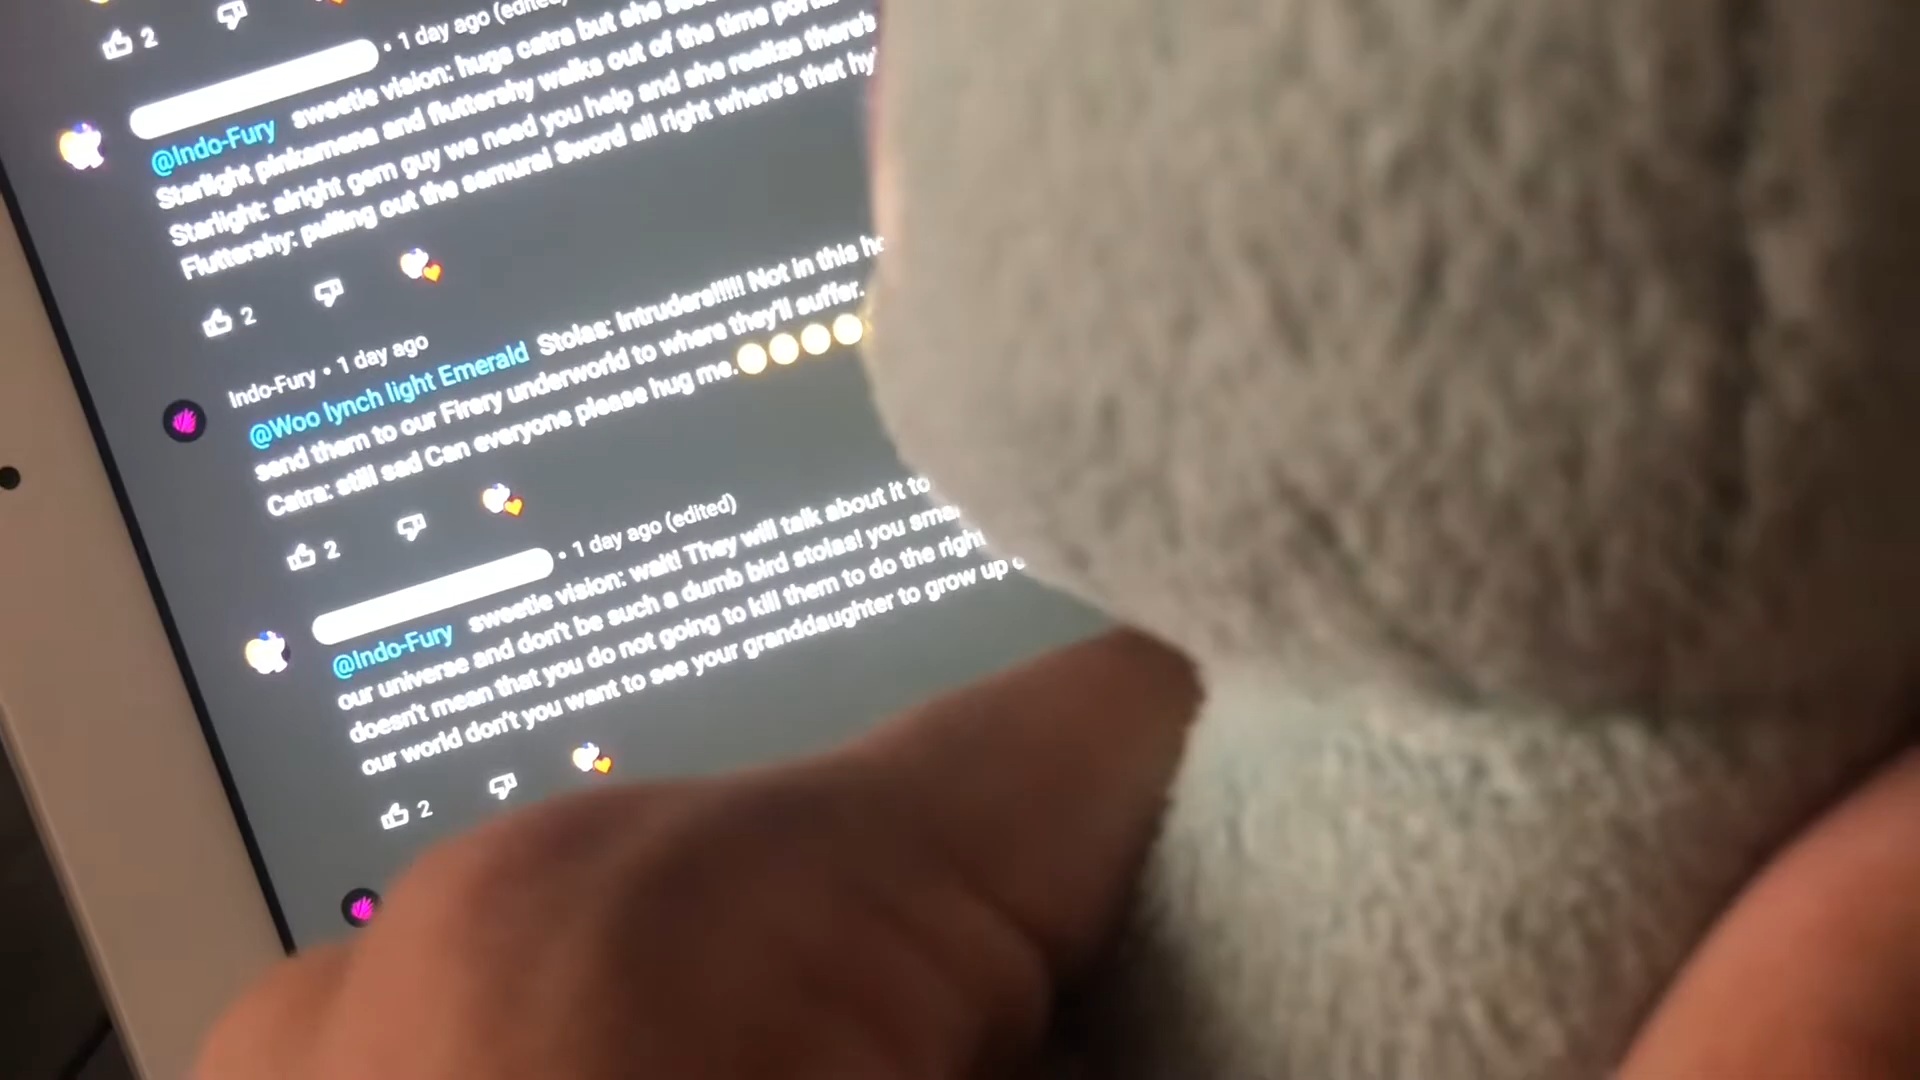 2
• 1 day ago (edited)
@Indo-Fury sweetie vision: huge catra but she
Starlight pinkamena and fluttershy walks out of the time
Starlight: alright gem guy we need you help and she realize there's
Fluttershy: pulling out the samurai Sword all right where's that
2
Indo-Fury • 1 day ago
@Woo lynch light Emerald Stolas: Intruders!!!!! Not in this
send them to our Firery underworld to where they'll suffer.
Catra: still sad Can everyone please hug me.
2
• 1 day ago (edited)
@Indo-Fury sweetie vision: wait! They will talk about it to
our universe and don't be such a dumb bird stolas! you
doesn't mean that you do not going to kill them to do the right
our world don't you want to see your granddaughter to grow up
2